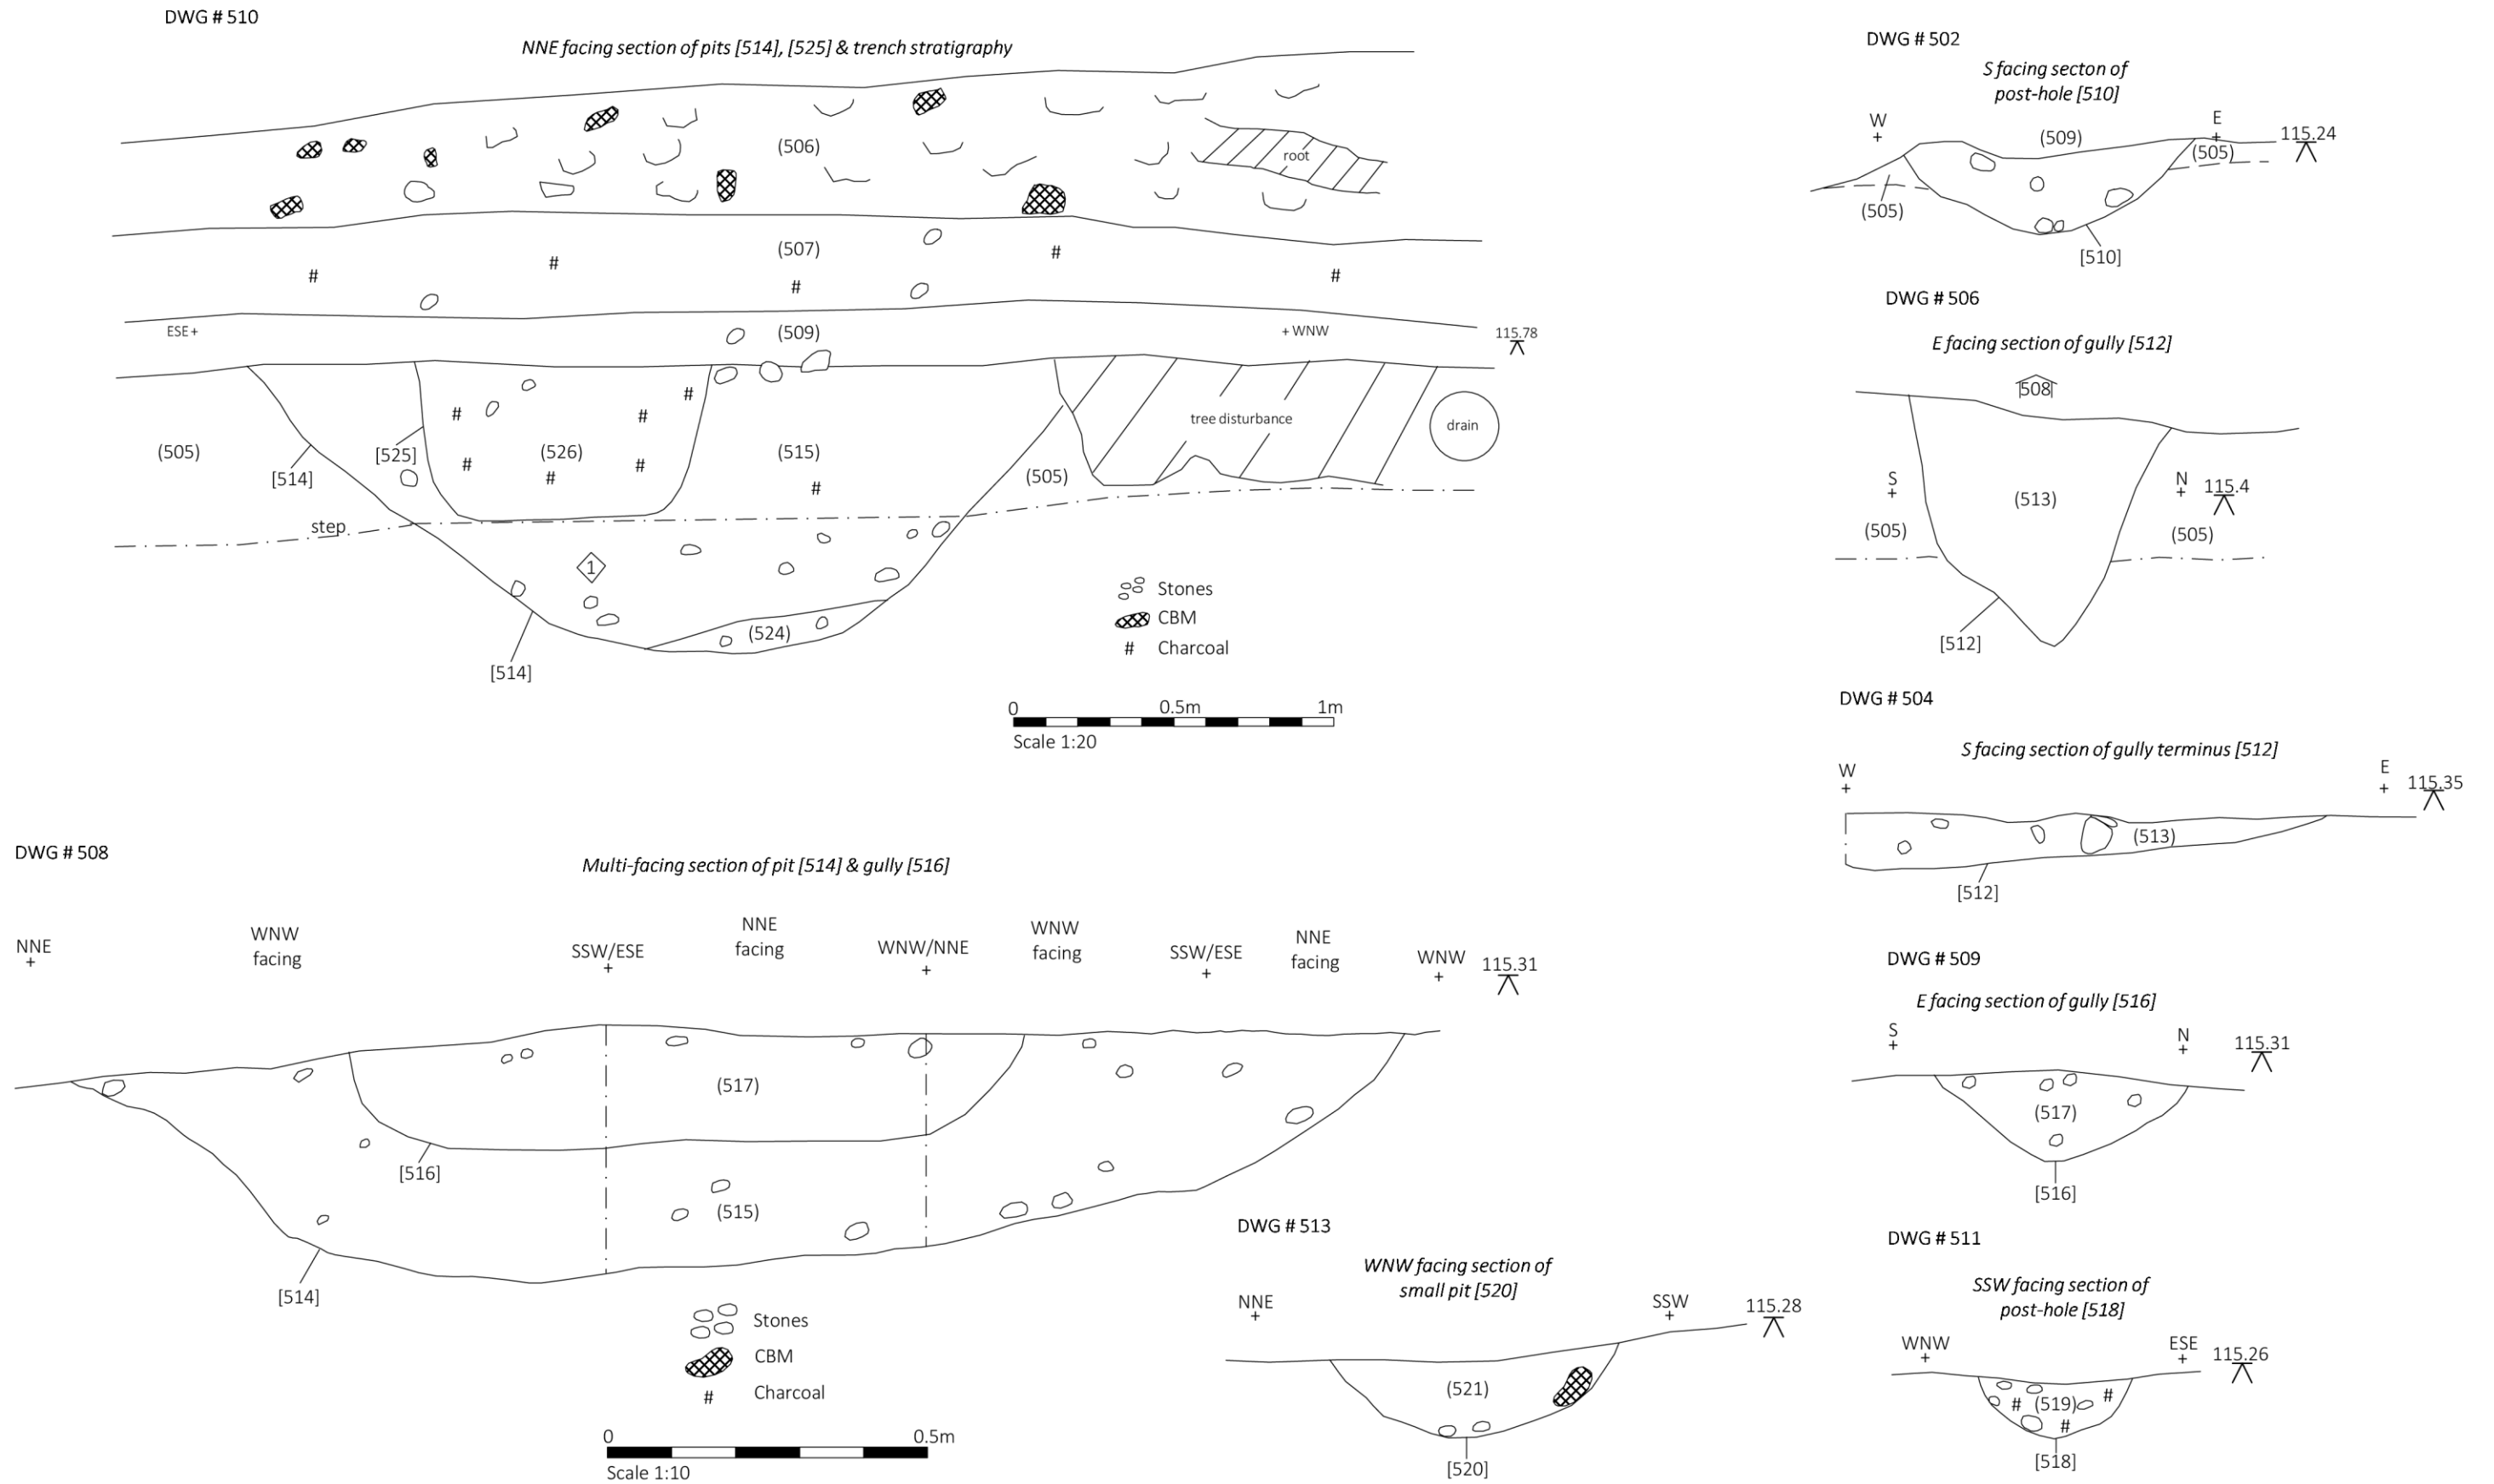 DWG # 510
NNE facing section of pits [514], [525] & trench stratigraphy
(506)
root
(507)
#
#
#
#
#
ESE +
(509)
+ WNW
115.78
(505)
[514]
[525]
#
#
#
(526)
#
#
#
(515)
#
(505)
tree disturbance
drain
step
1
(524)
[514]
Stones
CBM
# Charcoal
0 0.5m 1m
Scale 1:20
DWG # 502
S facing secton of
post-hole [510]
W
+
E
+
(509)
115.24
(505)
(505)
[510]
DWG # 506
E facing section of gully [512]
508
S
+
N
+
115.4
(513)
(505)
(505)
[512]
DWG # 504
S facing section of gully terminus [512]
W
+
E
+
115.35
(513)
[512]
DWG # 508
Multi-facing section of pit [514] & gully [516]
NNE
+
WNW
facing
SSW/ESE
+
NNE
facing
WNW/NNE
+
WNW
facing
SSW/ESE
+
NNE
facing
WNW
+
115.31
(517)
[516]
(515)
[514]
Stones
CBM
# Charcoal
0 0.5m
Scale 1:10
DWG # 509
E facing section of gully [516]
S
+
N
+
115.31
(517)
[516]
DWG # 513
WNW facing section of
small pit [520]
NNE
+
SSW
+
115.28
(521)
[520]
DWG # 511
SSW facing section of
post-hole [518]
WNW
+
ESE
+
115.26
# (519) #
#
[518]